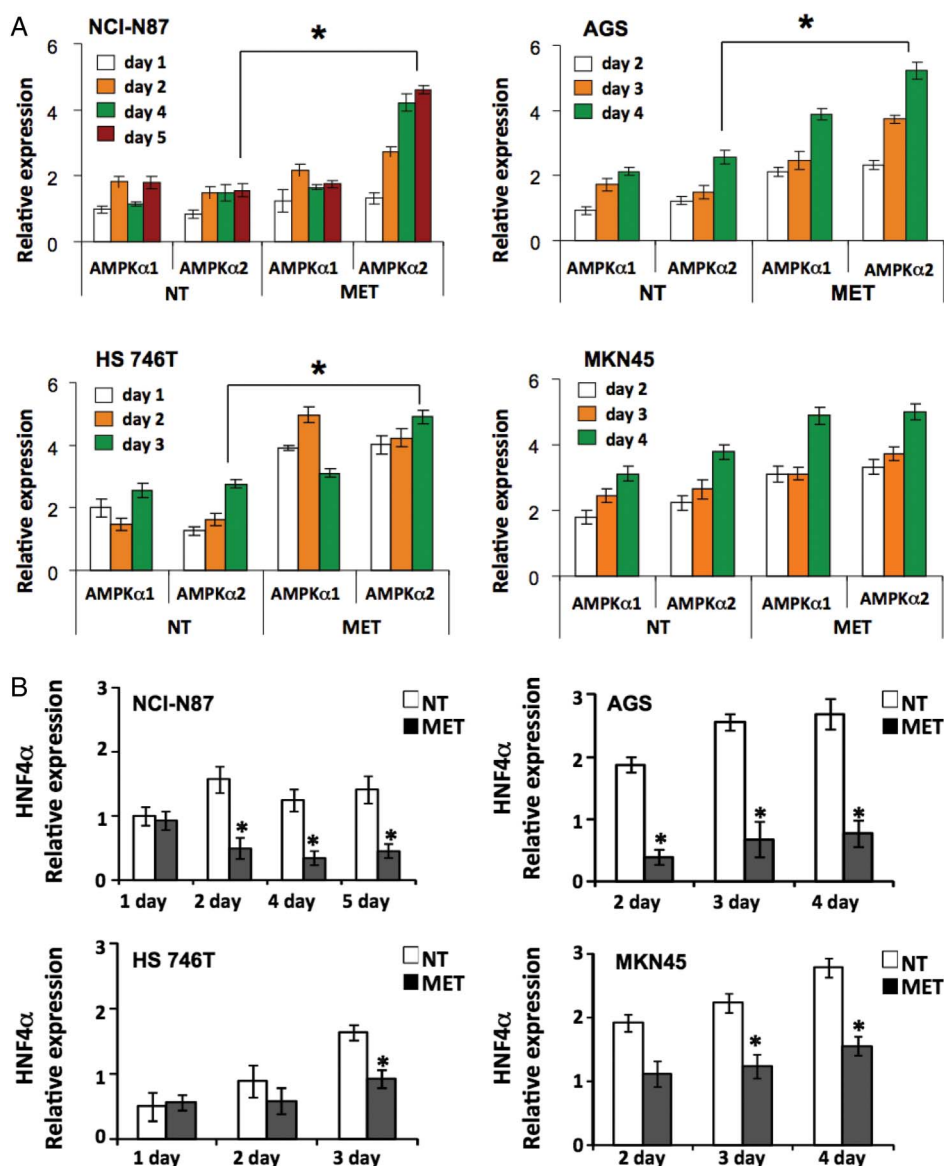 A
NCI-N87
Relative expression
6
4
2
0
day 1
day 2
day 4
day 5
*
AMPKα1 AMPKα2 AMPKα1 AMPKα2
NT MET
AGS
Relative expression
6
4
2
0
day 2
day 3
day 4
*
AMPKα1 AMPKα2 AMPKα1 AMPKα2
NT MET
HS 746T
Relative expression
6
4
2
0
day 1
day 2
day 3
*
AMPKα1 AMPKα2 AMPKα1 AMPKα2
NT MET
MKN45
Relative expression
6
4
2
0
day 2
day 3
day 4
AMPKα1 AMPKα2 AMPKα1 AMPKα2
NT MET
B
NCI-N87
HNF4α
Relative expression
3
2
1
0
NT
MET
* * *
1 day 2 day 4 day 5 day
AGS
HNF4α
Relative expression
3
2
1
0
NT
MET
* * *
2 day 3 day 4 day
HS 746T
HNF4α
Relative expression
3
2
1
0
NT
MET
*
1 day 2 day 3 day
MKN45
HNF4α
Relative expression
3
2
1
0
NT
MET
* *
2 day 3 day 4 day